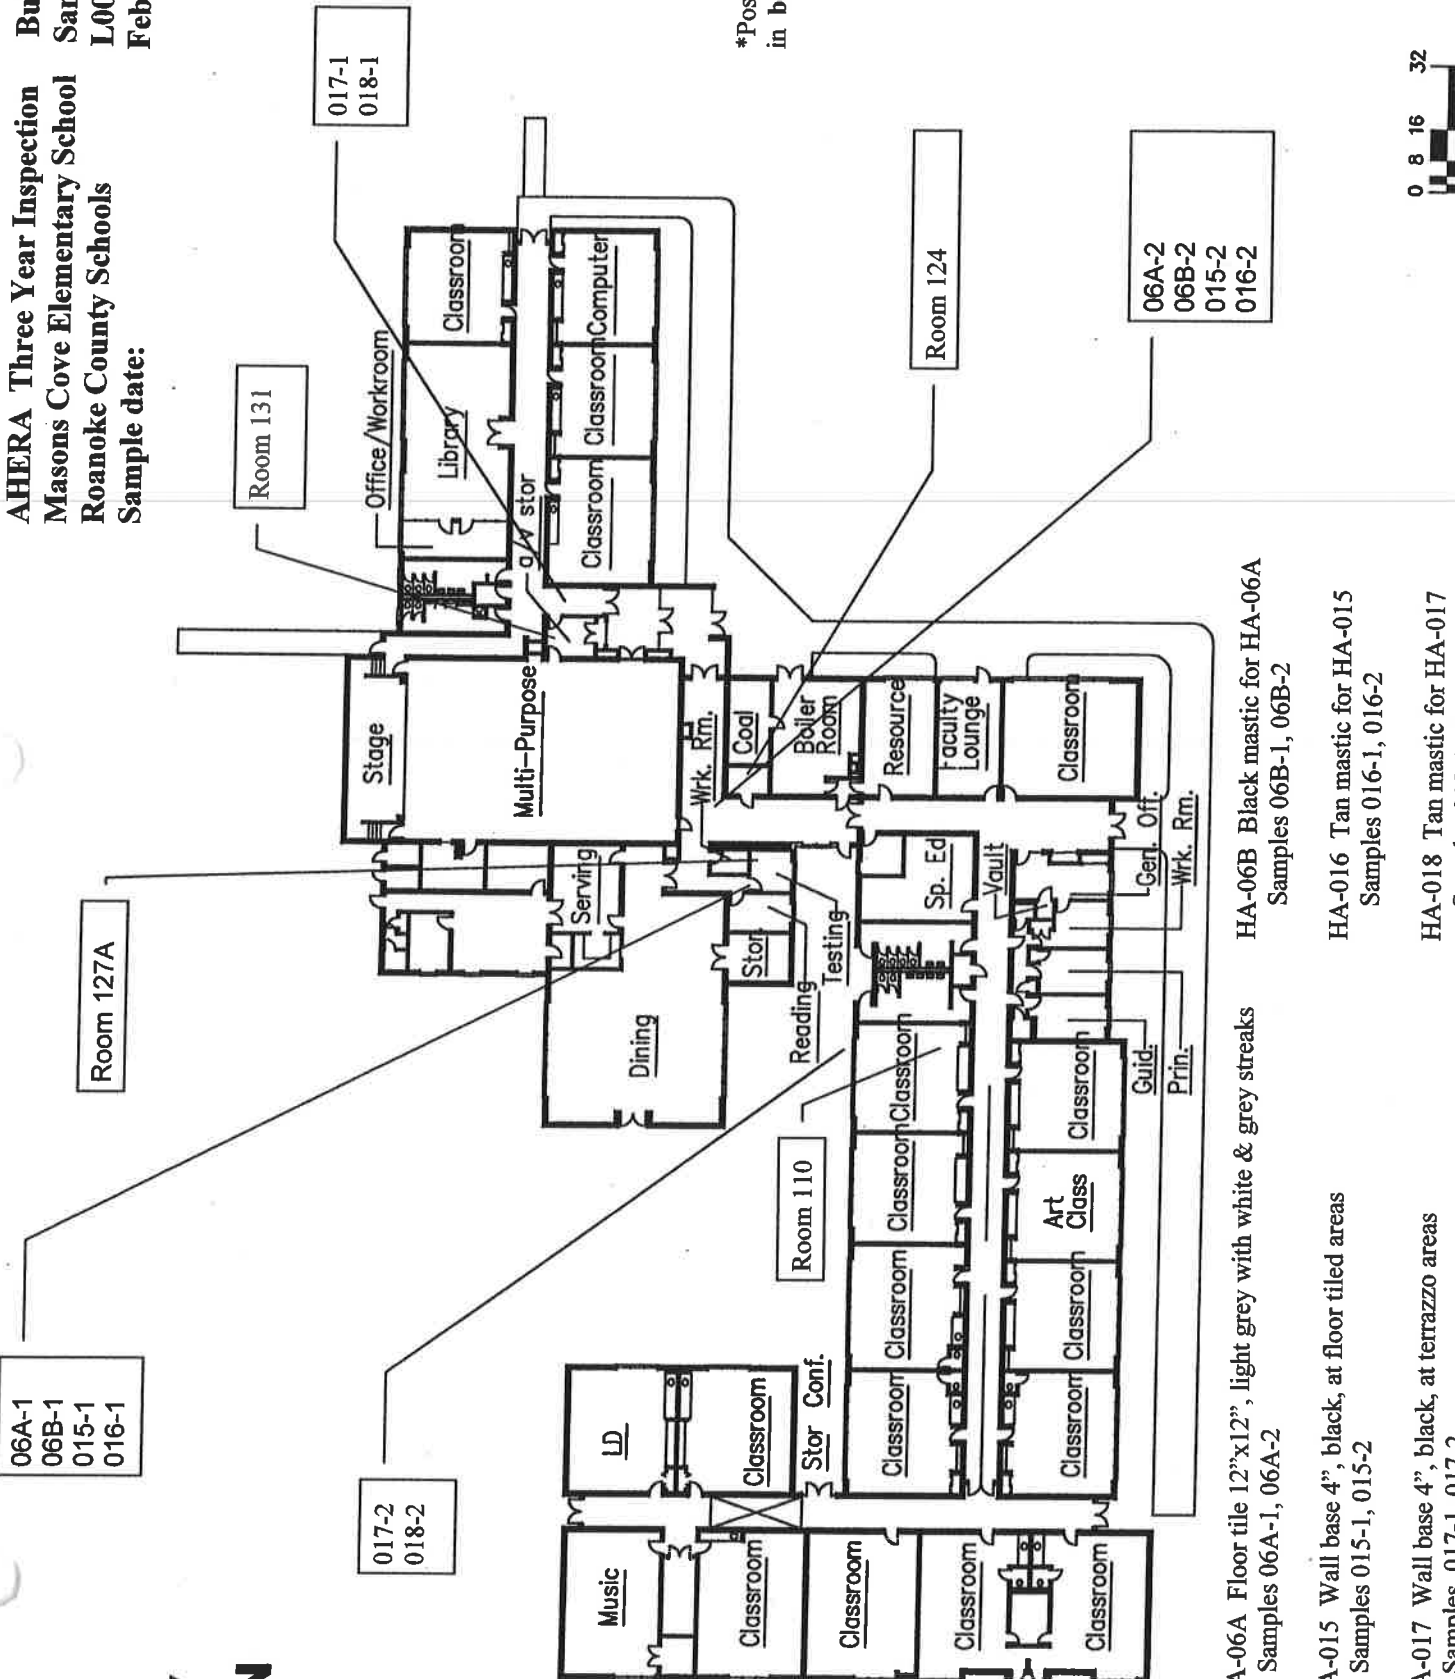 AHERA Three Year Inspection
Masons Cove Elementary School
Roanoke County Schools
Sample date:
017-1
018-1
Room 131
Room 127A
06A-1
06B-1
015-1
016-1
017-2
018-2
Room 110
Room 124
06A-2
06B-2
015-2
016-2
0 8 16 32
Office/Workroom
Library
Classroom
a v stor
Classroom
Classroom
Computer
Stage
Multi-Purpose
Serving
Dining
Wrk. Rm.
Coal
Boiler
Room
Resource
Faculty
Lounge
Classroom
Stor.
Reading
Testing
Sp. Ed
Vault
Gen. Off.
Wrk. Rm.
Guid.
Prin.
Classroom
Classroom
Classroom
Classroom
Classroom
Art
Class
Classroom
Classroom
LD
Classroom
Stor Conf.
Music
Classroom
Classroom
Classroom
Classroom
A-06A Floor tile 12"x12", light grey with white & grey streaks
Samples 06A-1, 06A-2
HA-06B Black mastic for HA-06A
Samples 06B-1, 06B-2
A-015 Wall base 4", black, at floor tiled areas
Samples 015-1, 015-2
HA-016 Tan mastic for HA-015
Samples 016-1, 016-2
A-017 Wall base 4", black, at terrazzo areas
Samples 017-1, 017-2
HA-018 Tan mastic for HA-017